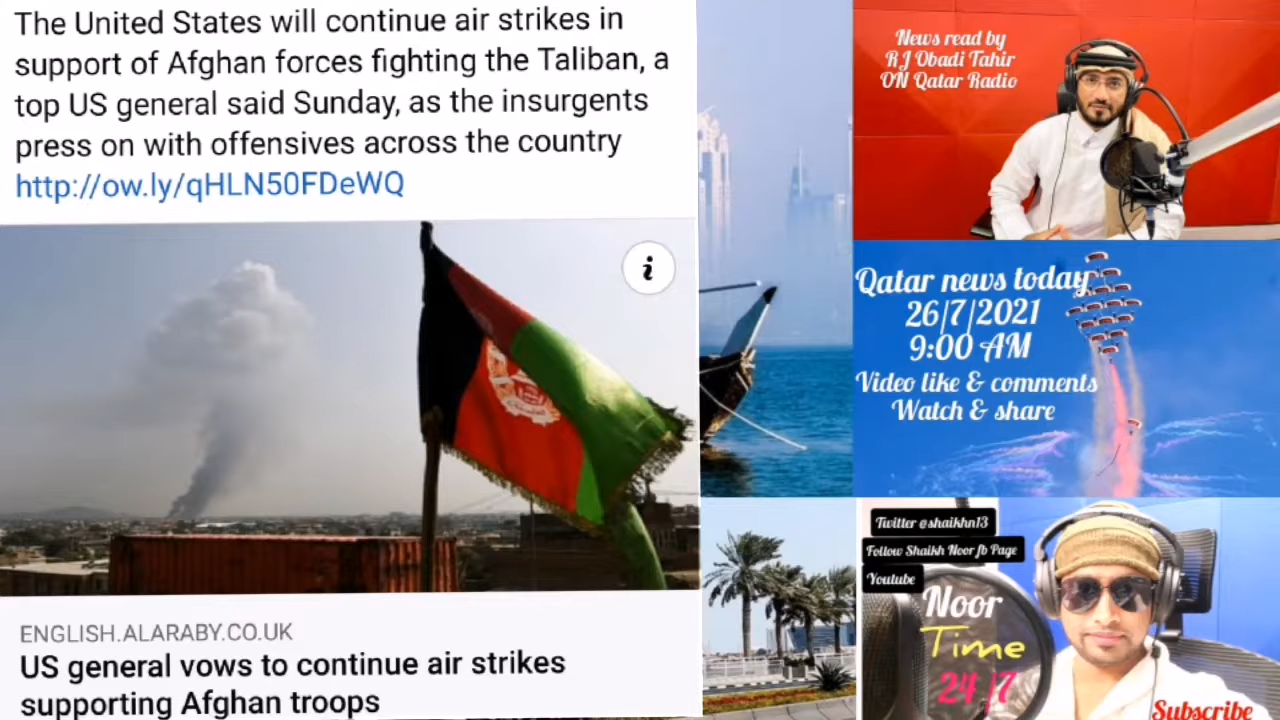 The United States will continue air strikes in
support of Afghan forces fighting the Taliban, a
top US general said Sunday, as the insurgents
press on with offensives across the country
http://ow.ly/qHLN50FDeWQ
i
ENGLISH.ALARABY.CO.UK
US general vows to continue air strikes
supporting Afghan troops
News read by
RJ Obadi Tahir
ON Qatar Radio
Qatar news today
26/7/2021
9:00 AM
Video like & comments
Watch & share
Twitter @shaikhn13
Follow Shaikh Noor fb Page
Youtube
Noor
Time
24/7
Subscribe